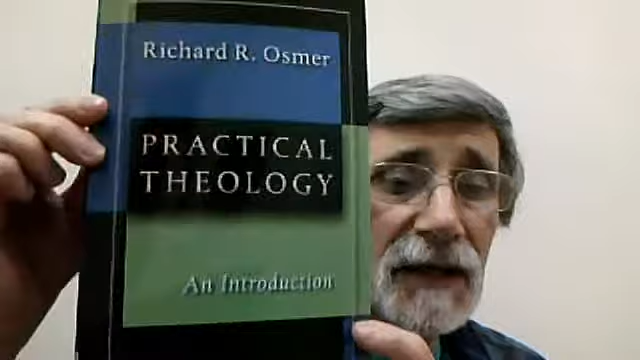 Richard R. Osmer
PRACTICAL
THEOLOGY
An Introduction